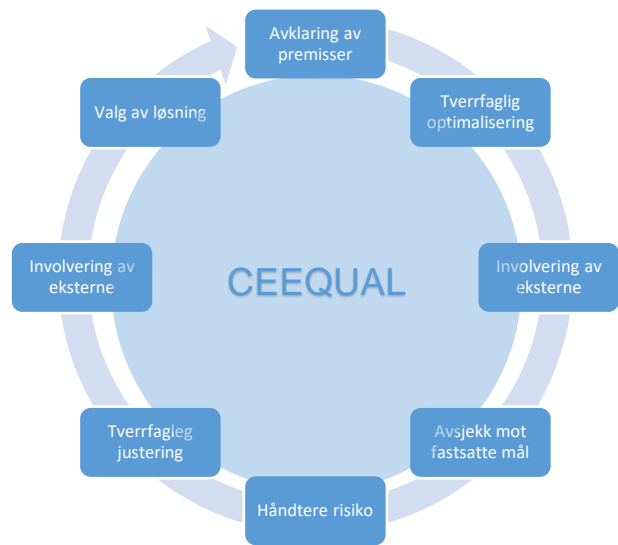 Avklaring av
premisser
Tverrfaglig
optimalisering
Involvering av
eksterne
Avsjekk mot
fastsatte mål
Håndtere risiko
Tverrfagleg
justering
Involvering av
eksterne
Valg av løsning
CEEQUAL